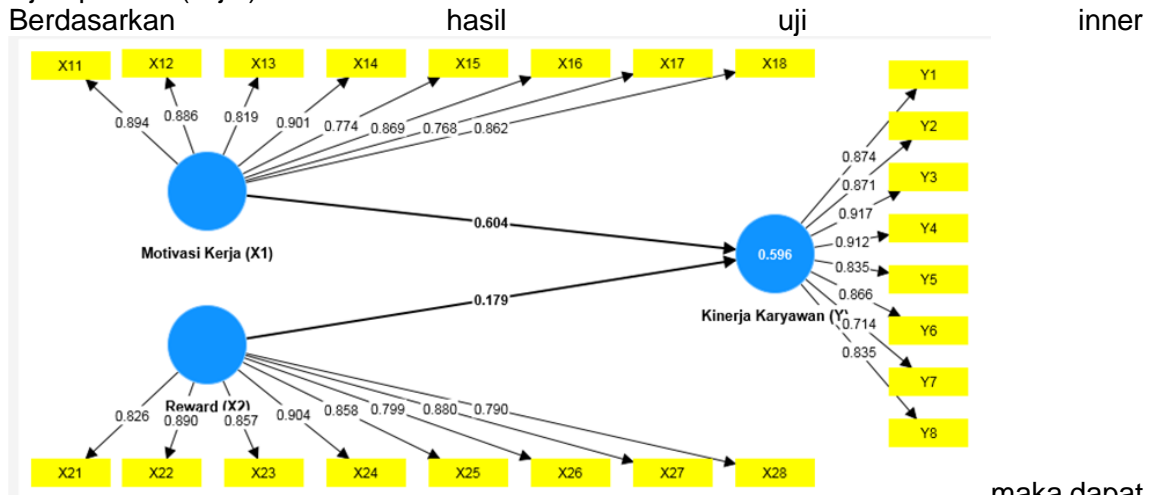 Berdasarkan hasil uji inner
X11 X12 X13 X14 X15 X16 X17 X18
Y1
Y2
Y3
Y4
Y5
Y6
Y7
Y8
0.894 0.886 0.819 0.901 0.774 0.869 0.768 0.862
0.874
0.871
0.917
0.912
0.835
0.866
0.714
0.835
0.604
Motivasi Kerja (X1)
0.596
0.179
Kinerja Karyawan (Y)
Reward (X2)
0.826 0.890 0.857 0.904 0.858 0.799 0.880 0.790
X21 X22 X23 X24 X25 X26 X27 X28
maka dapat